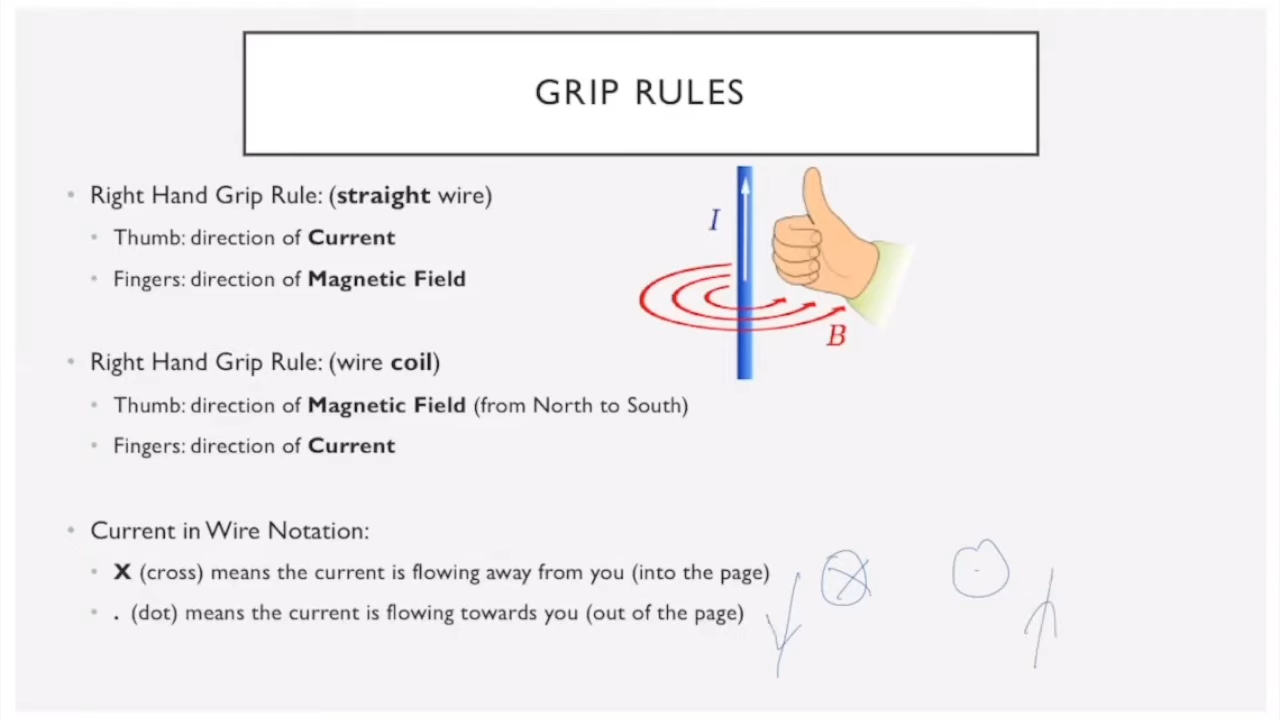 GRIP RULES
• Right Hand Grip Rule: (straight wire)
• Thumb: direction of Current
• Fingers: direction of Magnetic Field
I
B
• Right Hand Grip Rule: (wire coil)
• Thumb: direction of Magnetic Field (from North to South)
• Fingers: direction of Current
• Current in Wire Notation:
• X (cross) means the current is flowing away from you (into the page)
• . (dot) means the current is flowing towards you (out of the page)